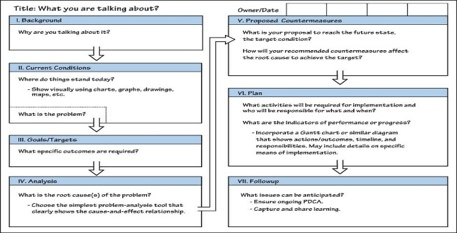 Title: What you are talking about?
Owner/Date
I. Background
Why are you talking about it?
II. Current Conditions
Where do things stand today?
- Show visually using charts, graphs, drawings,
maps, etc.
What is the problem?
III. Goals/Targets
What specific outcomes are required?
IV. Analysis
What is the root cause(s) of the problem?
- Choose the simplest problem-analysis tool that
clearly shows the cause-and-effect relationship.
V. Proposed Countermeasures
What is your proposal to reach the future state,
the target condition?
How will your recommended countermeasures affect
the root cause to achieve the target?
VI. Plan
What activities will be required for implementation and
who will be responsible for what and when?
What are the indicators of performance or progress?
- Incorporate a Gantt chart or similar diagram
that shows actions/outcomes, timeline, and
responsibilities. May include details on specific
means of implementation.
VII. Followup
What issues can be anticipated?
- Ensure ongoing PDCA.
- Capture and share learning.